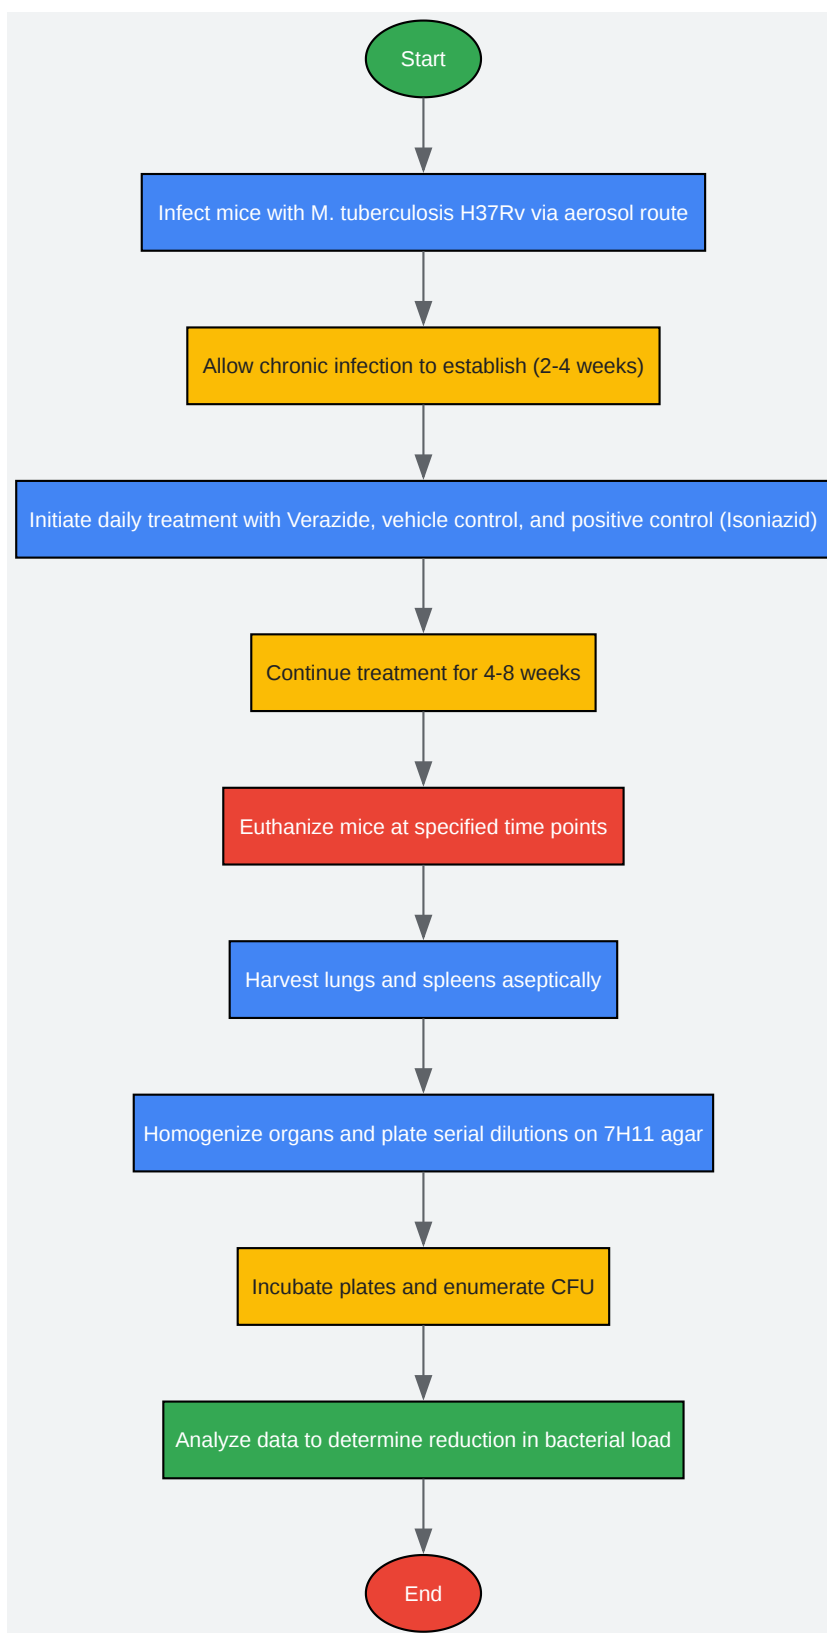 Start
Infect mice with M. tuberculosis H37Rv via aerosol route
Allow chronic infection to establish (2-4 weeks)
Initiate daily treatment with Verazide, vehicle control, and positive control (Isoniazid)
Continue treatment for 4-8 weeks
Euthanize mice at specified time points
Harvest lungs and spleens aseptically
Homogenize organs and plate serial dilutions on 7H11 agar
Incubate plates and enumerate CFU
Analyze data to determine reduction in bacterial load
End